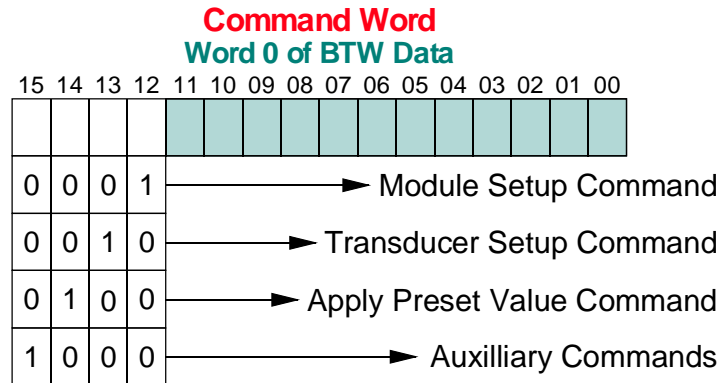 Command Word
Word 0 of BTW Data
15 14 13 12 11 10 09 08 07 06 05 04 03 02 01 00
0 0 0 1 Module Setup Command
0 0 1 0 Transducer Setup Command
0 1 0 0 Apply Preset Value Command
1 0 0 0 Auxilliary Commands